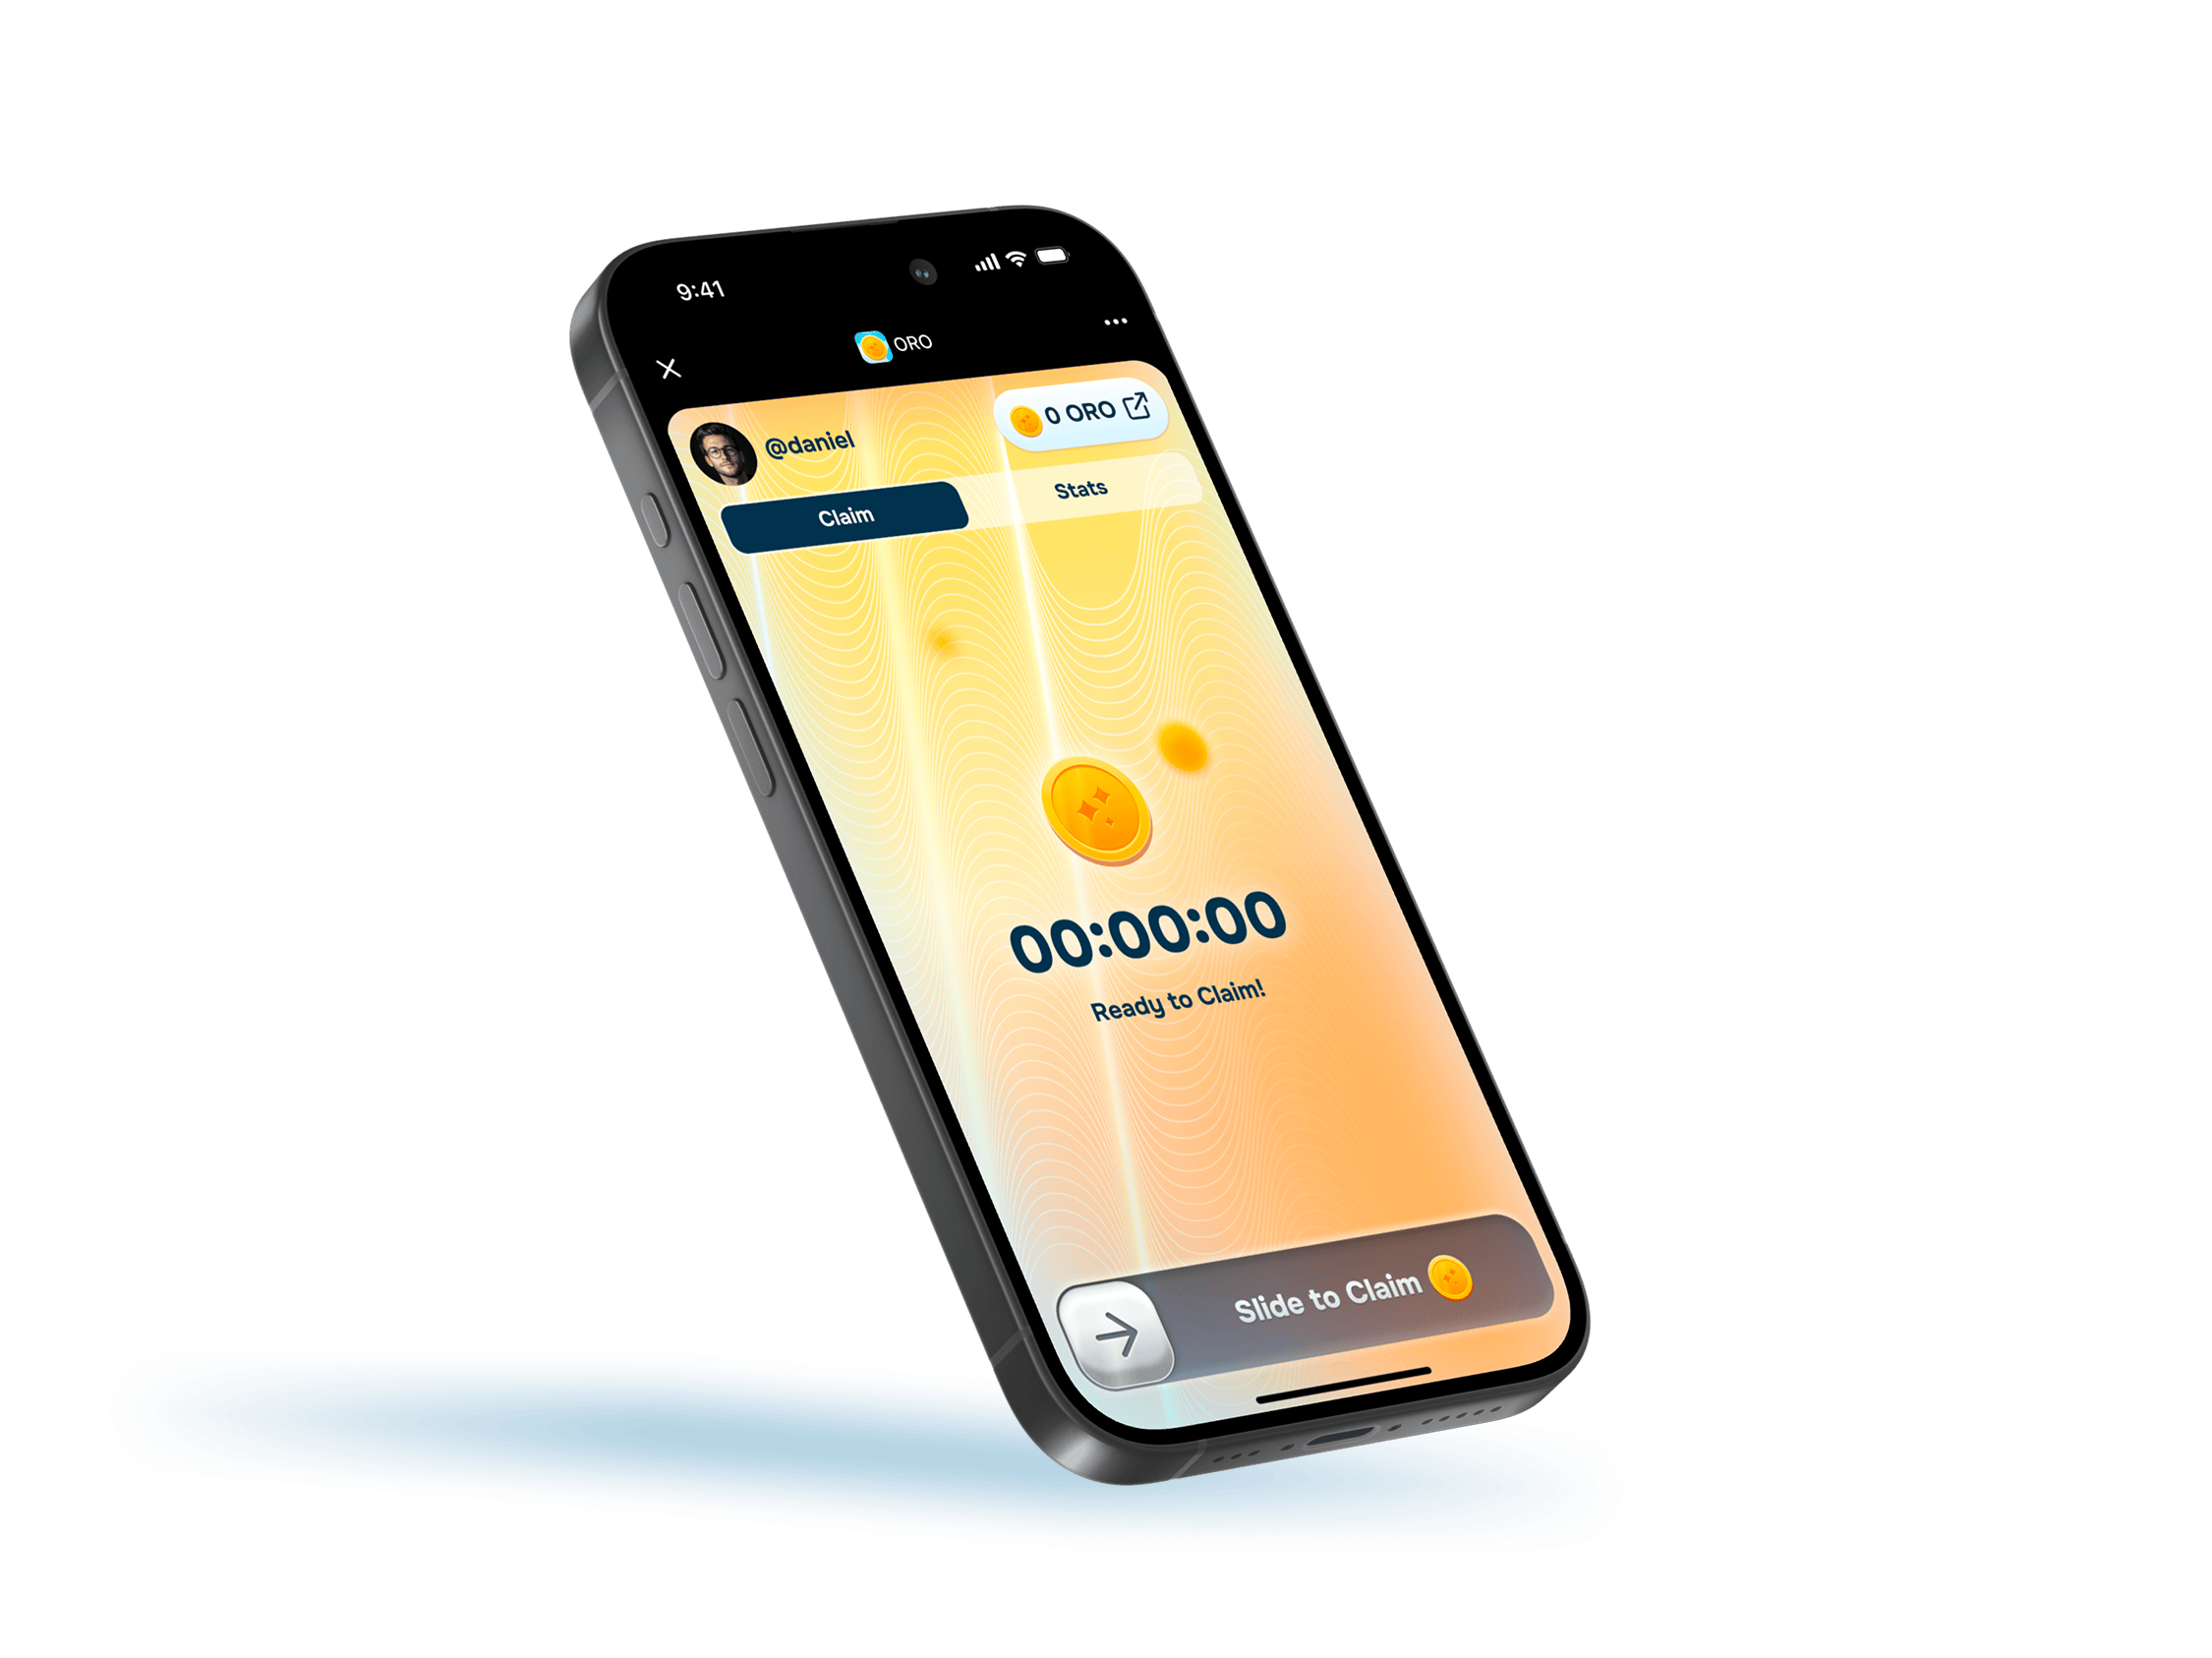 9:41
ORO
@daniel
0 ORO
Claim
Stats
00:00:00
Ready to Claim!
Slide to Claim